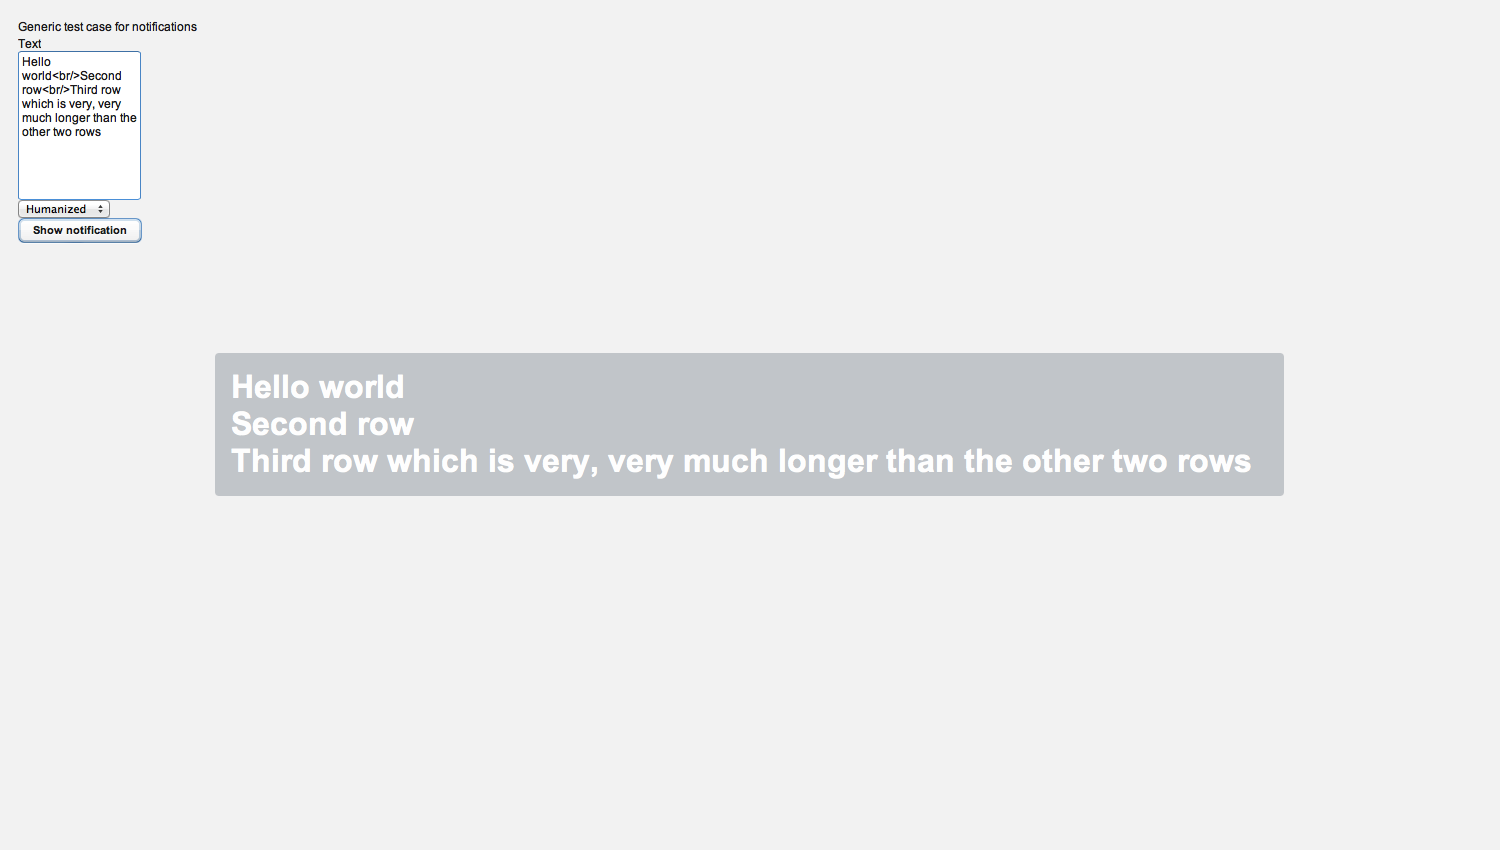 Generic test case for notifications
Text
Hello
world<br/>Second
row<br/>Third row
which is very, very
much longer than the
other two rows
Humanized
Show notification
Hello world
Second row
Third row which is very, very much longer than the other two rows